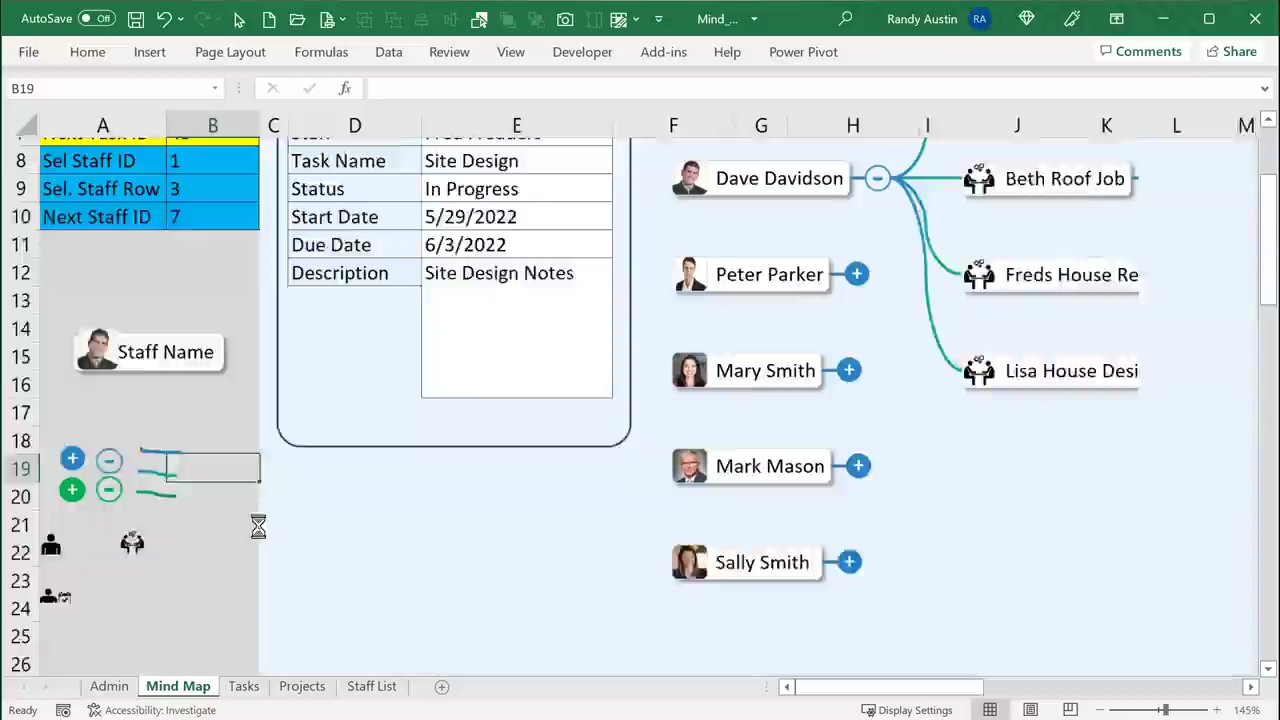 AutoSave Off Mind_... Randy Austin RA
File Home Insert Page Layout Formulas Data Review View Developer Add-ins Help Power Pivot Comments Share
B19 fx
A B C D E F G H I J K L M
8 Sel Staff ID 1 Task Name Site Design
Dave Davidson Beth Roof Job
9 Sel. Staff Row 3 Status In Progress
10 Next Staff ID 7 Start Date 5/29/2022
11 Due Date 6/3/2022
12 Description Site Design Notes
Peter Parker Freds House Re
13
14
Staff Name
15
Mary Smith Lisa House Desi
16
17
18
Mark Mason
19
20
21
22
Sally Smith
23
24
25
26
Admin Mind Map Tasks Projects Staff List
Ready Accessibility: Investigate Display Settings 145%